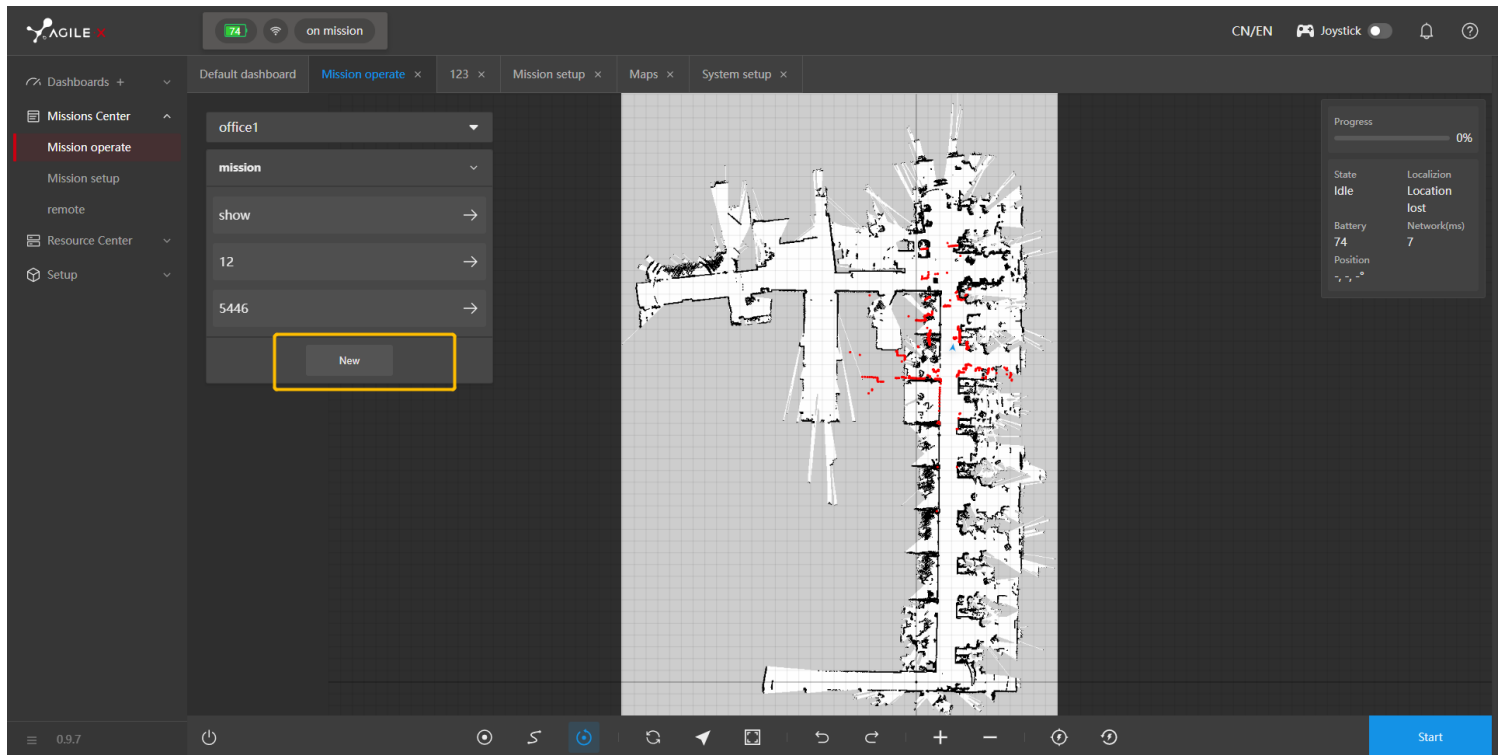 AGILE X
74
on mission
CN/EN
Joystick
Dashboards +
Missions Center
Mission operate
Mission setup
remote
Resource Center
Setup
0.9.7
Default dashboard
Mission operate ×
123 ×
Mission setup ×
Maps ×
System setup ×
office1
mission
show
12
5446
New
Progress
0%
State
Localizion
Idle
Location
lost
Battery
Network(ms)
74
7
Position
-, -, -°
Start